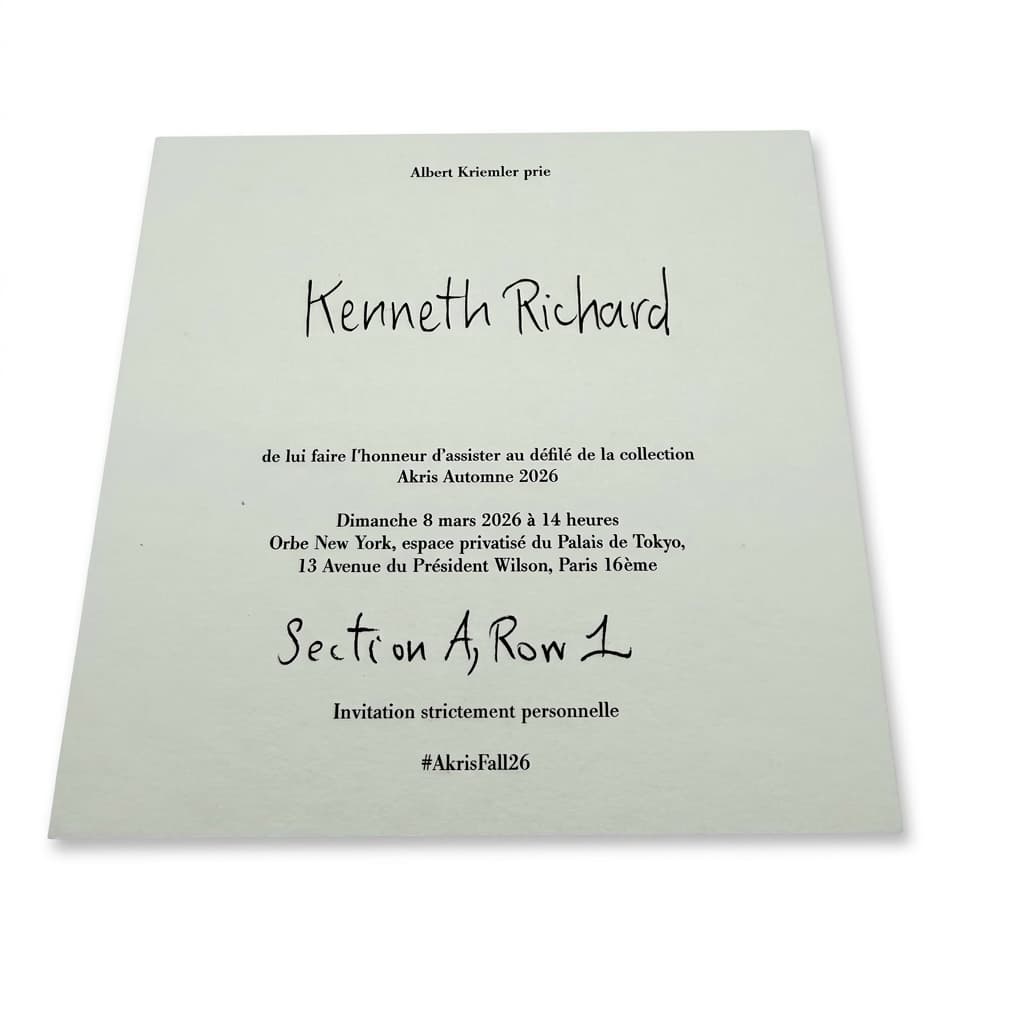 Albert Kriemler prie
Kenneth Richard
de lui faire l'honneur d'assister au défilé de la collection
Akris Automne 2026
Dimanche 8 mars 2026 à 14 heures
Orbe New York, espace privatisé du Palais de Tokyo,
13 Avenue du Président Wilson, Paris 16ème
Section A, Row 1
Invitation strictement personnelle
#AkrisFall26